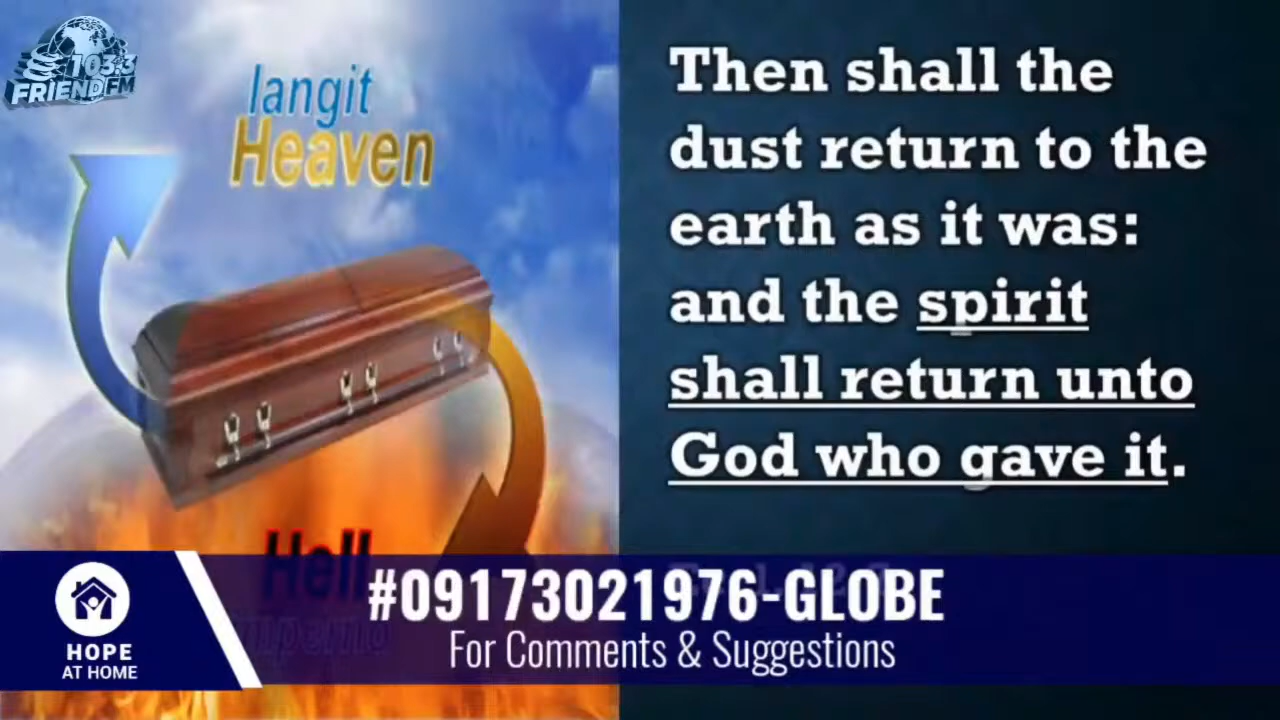 103.3
FRIEND FM
langit
Heaven
Hell
Then shall the
dust return to the
earth as it was:
and the spirit
shall return unto
God who gave it.
HOPE
AT HOME
#09173021976-GLOBE
For Comments & Suggestions